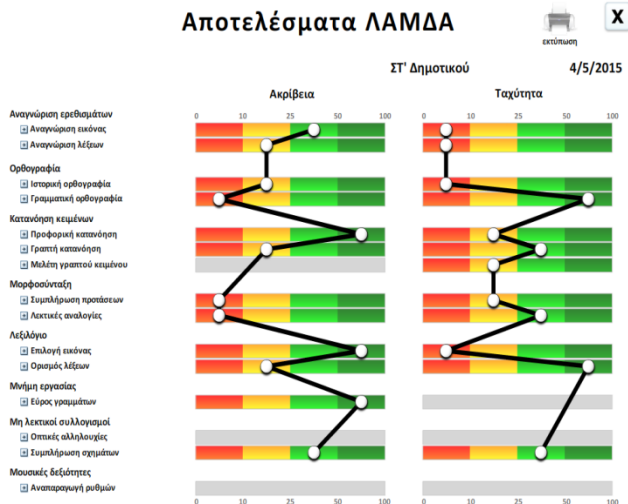 Αποτελέσματα ΛΑΜΔΑ
εκτύπωση
X
ΣΤ' Δημοτικού 4/5/2015
Ακρίβεια Ταχύτητα
0 10 25 50 100 0 10 25 50 100
Αναγνώριση ερεθισμάτων
Αναγνώριση εικόνας
Αναγνώριση λέξεων
Ορθογραφία
Ιστορική ορθογραφία
Γραμματική ορθογραφία
Κατανόηση κειμένων
Προφορική κατανόηση
Γραπτή κατανόηση
Μελέτη γραπτού κειμένου
Μορφοσύνταξη
Συμπλήρωση προτάσεων
Λεκτικές αναλογίες
Λεξιλόγιο
Επιλογή εικόνας
Ορισμός λέξεων
Μνήμη εργασίας
Εύρος γραμμάτων
Μη λεκτικοί συλλογισμοί
Οπτικές αλληλουχίες
Συμπλήρωση σχημάτων
Μουσικές δεξιότητες
Αναπαραγωγή ρυθμών
0 10 25 50 100 0 10 25 50 100